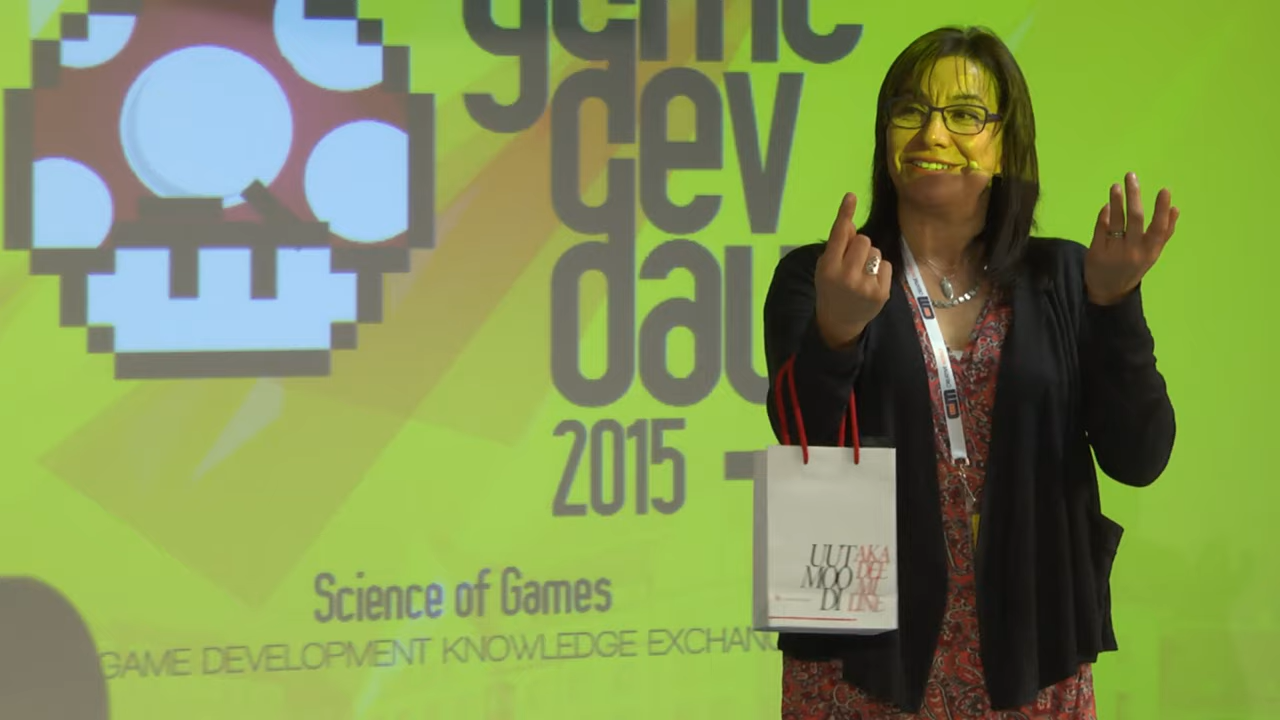 game
dev
day
2015 -
Science of Games
GAME DEVELOPMENT KNOWLEDGE EXCHANG
UUT AKA
MOO DEE
DI MI
LINE